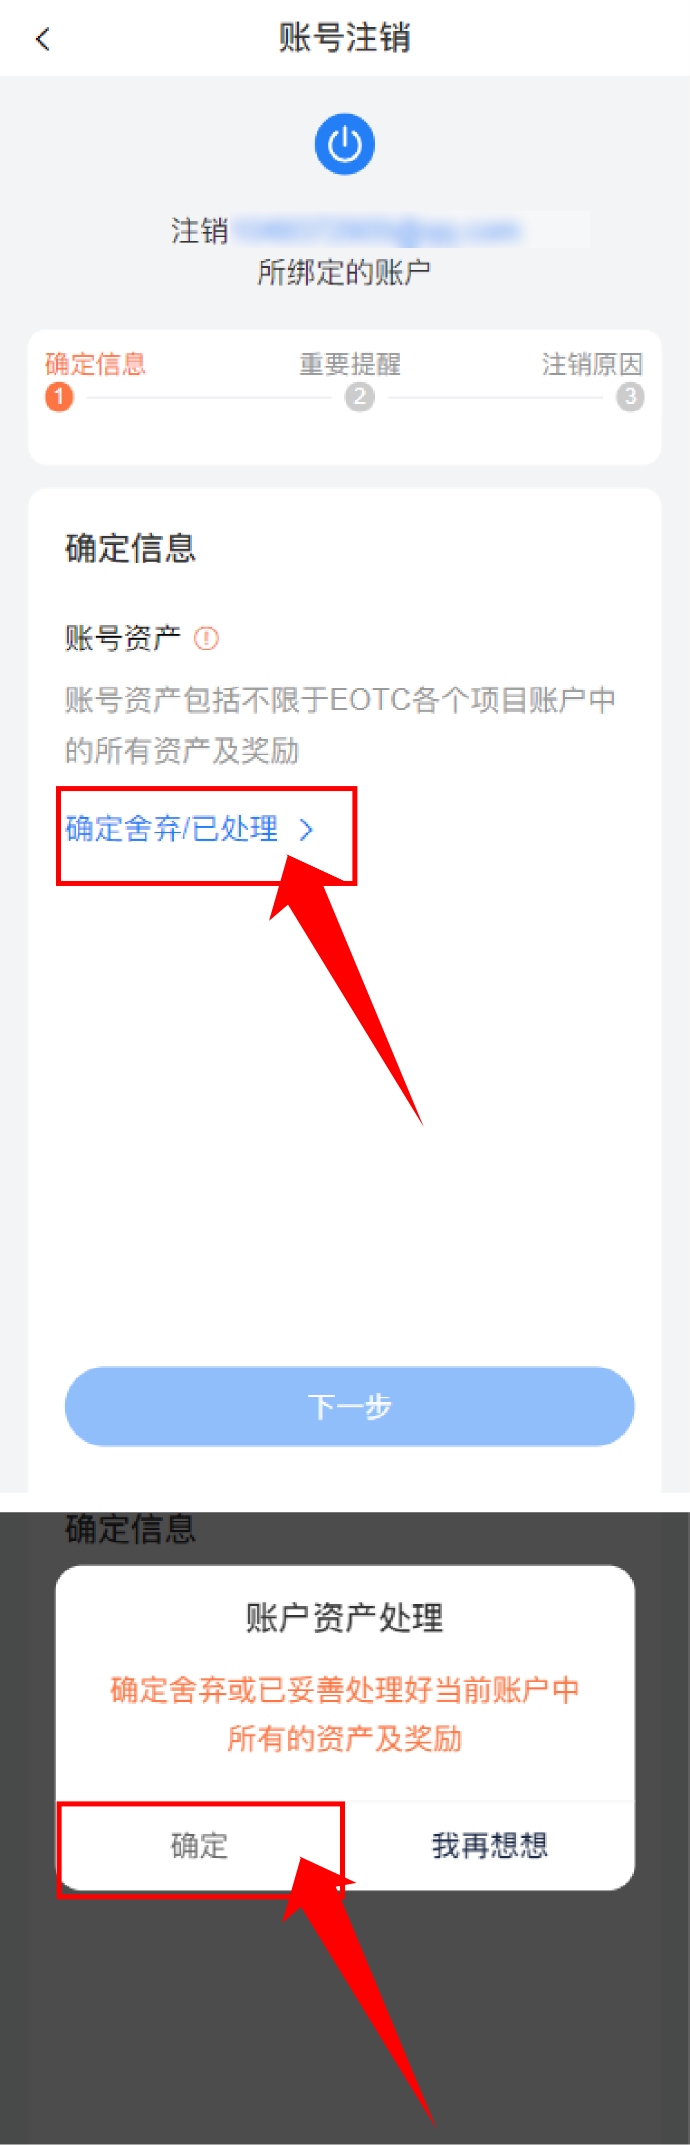 账号注销
注销
所绑定的账户
确定信息 重要提醒 注销原因
1 2 3
确定信息
账号资产
账号资产包括不限于EOTC各个项目账户中
的所有资产及奖励
确定舍弃/已处理 >
下一步
确定信息
账户资产处理
确定舍弃或已妥善处理好当前账户中
所有的资产及奖励
确定 我再想想